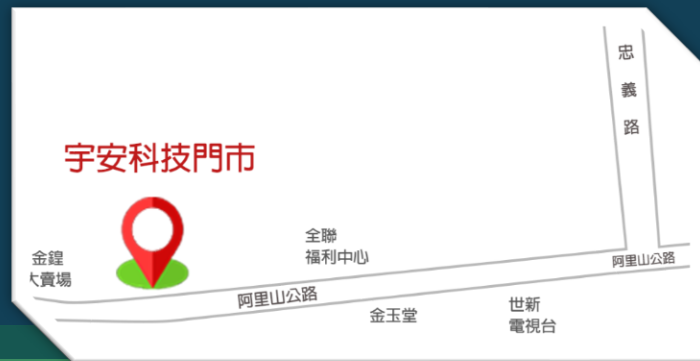 忠義路
宇安科技門市
全聯
福利中心
金鍠
大賣場
阿里山公路
阿里山公路
金玉堂
世新
電視台